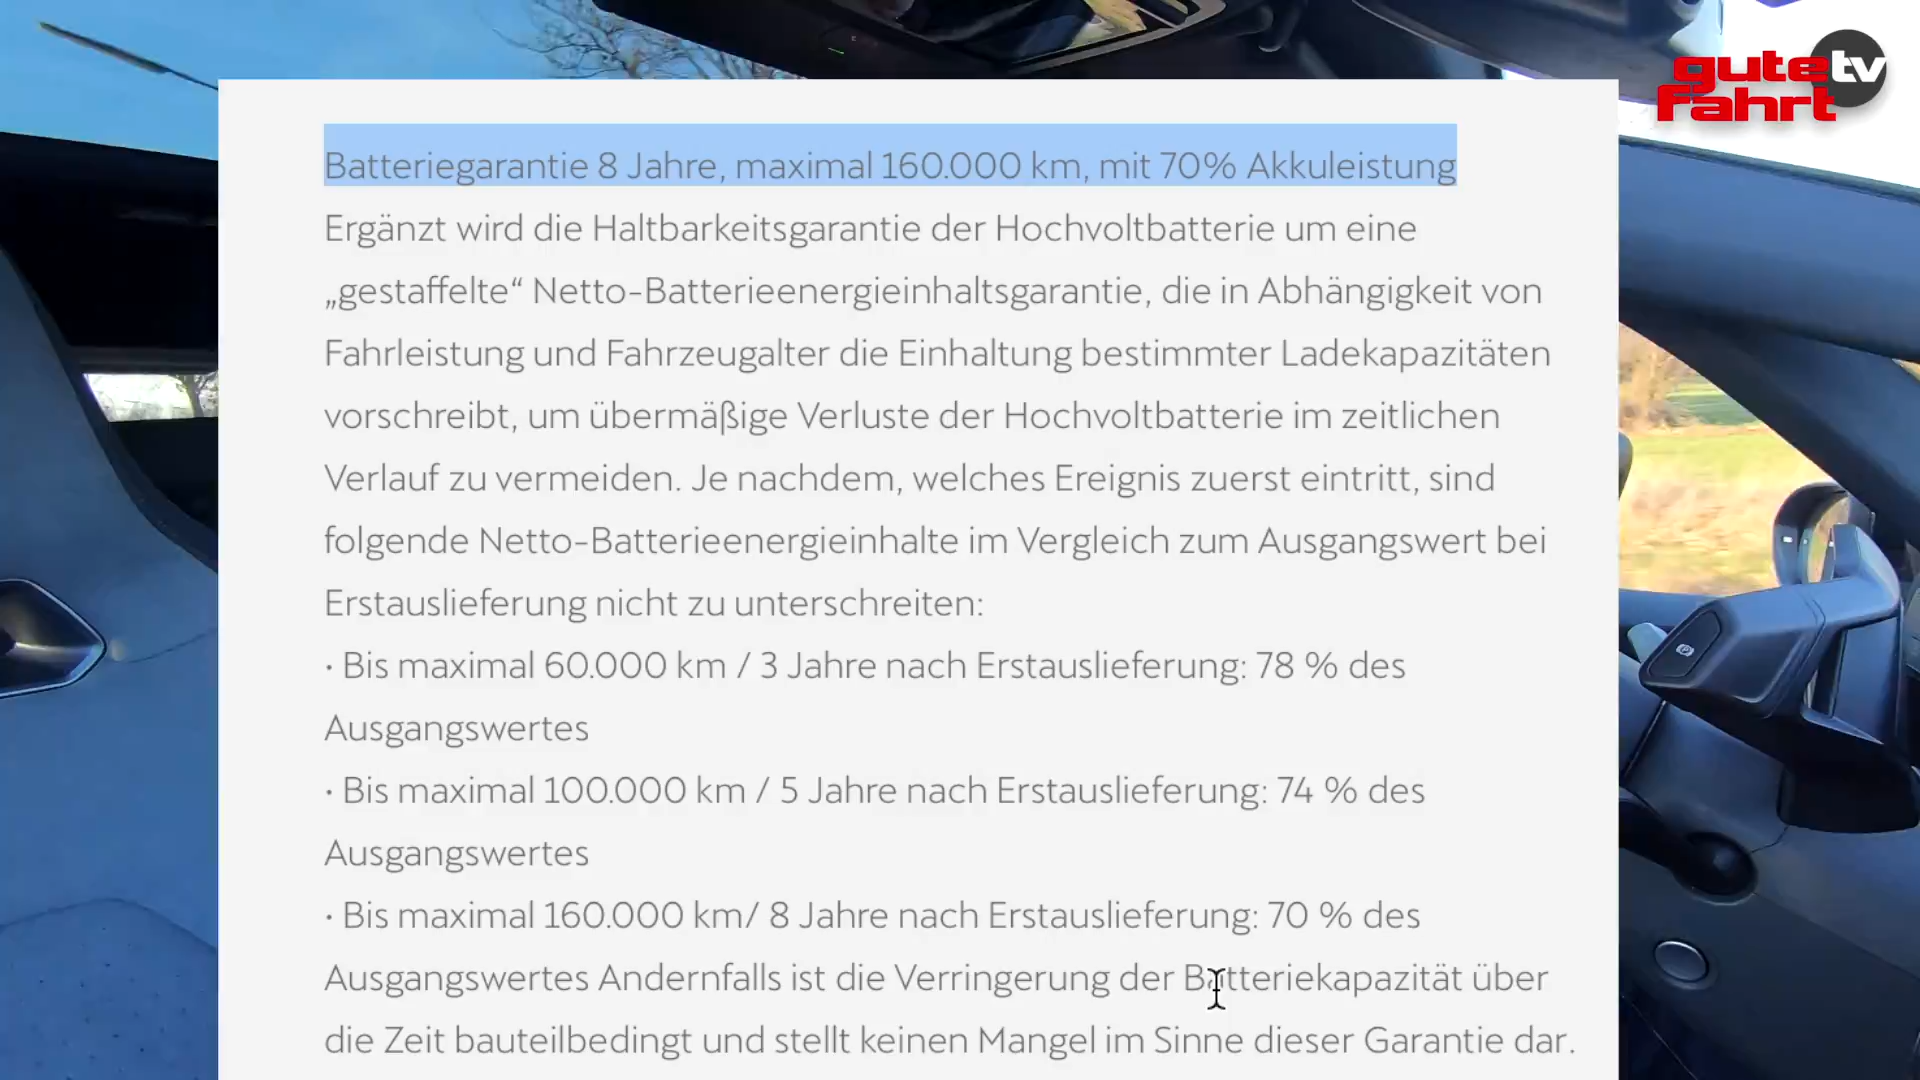 gute tv
fahrt
Batteriegarantie 8 Jahre, maximal 160.000 km, mit 70% Akkuleistung
Ergänzt wird die Haltbarkeitsgarantie der Hochvoltbatterie um eine
„gestaffelte“ Netto-Batterieenergieinhaltsgarantie, die in Abhängigkeit von
Fahrleistung und Fahrzeugalter die Einhaltung bestimmter Ladekapazitäten
vorschreibt, um übermäßige Verluste der Hochvoltbatterie im zeitlichen
Verlauf zu vermeiden. Je nachdem, welches Ereignis zuerst eintritt, sind
folgende Netto-Batterieenergieinhalte im Vergleich zum Ausgangswert bei
Erstauslieferung nicht zu unterschreiten:
• Bis maximal 60.000 km / 3 Jahre nach Erstauslieferung: 78 % des
Ausgangswertes
• Bis maximal 100.000 km / 5 Jahre nach Erstauslieferung: 74 % des
Ausgangswertes
• Bis maximal 160.000 km/ 8 Jahre nach Erstauslieferung: 70 % des
Ausgangswertes Andernfalls ist die Verringerung der Batteriekapazität über
die Zeit bauteilbedingt und stellt keinen Mangel im Sinne dieser Garantie dar.